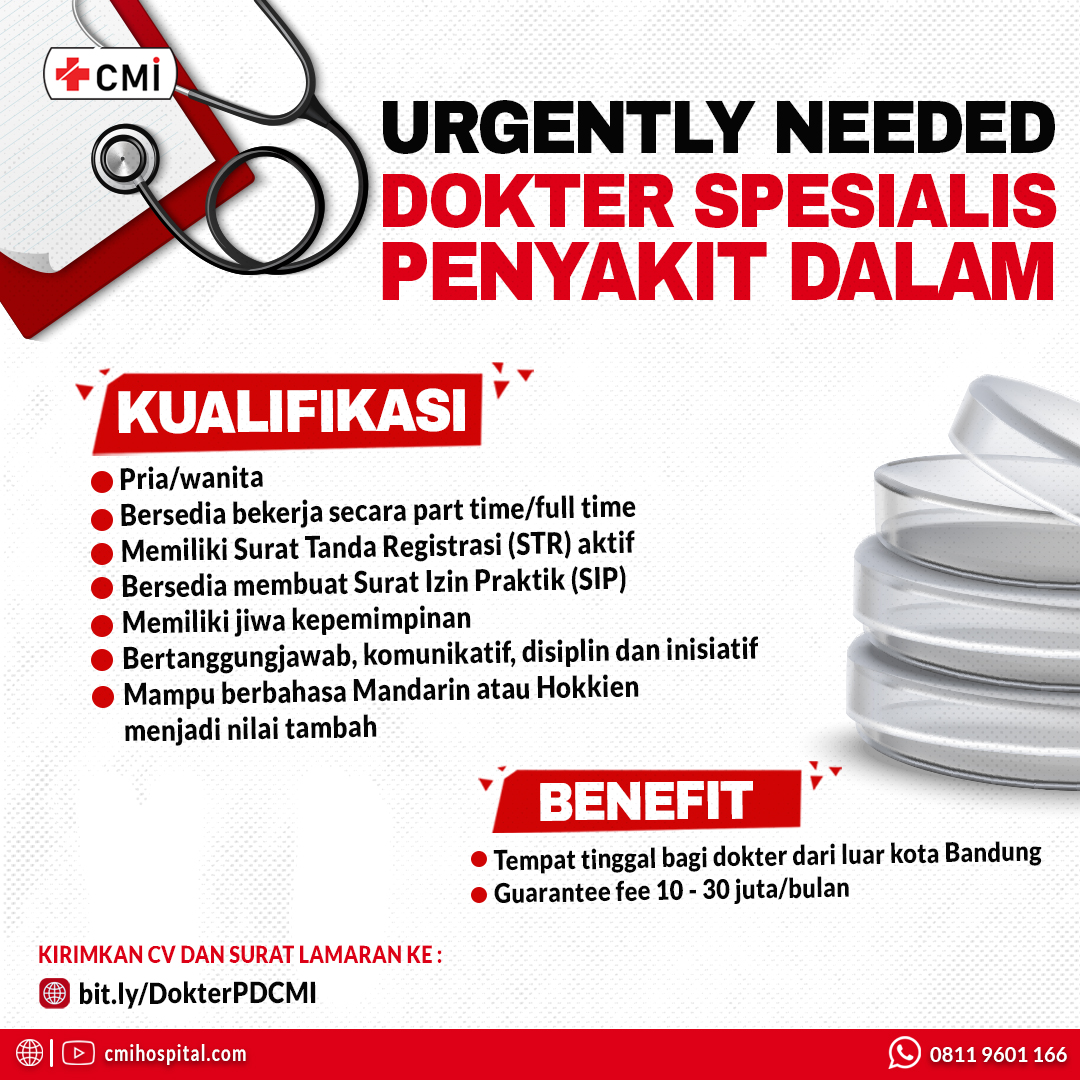 CMI
URGENTLY NEEDED
DOKTER SPESIALIS
PENYAKIT DALAM
KUALIFIKASI
Pria/wanita
Bersedia bekerja secara part time/full time
Memiliki Surat Tanda Registrasi (STR) aktif
Bersedia membuat Surat Izin Praktik (SIP)
Memiliki jiwa kepemimpinan
Bertanggungjawab, komunikatif, disiplin dan inisiatif
Mampu berbahasa Mandarin atau Hokkien
menjadi nilai tambah
BENEFIT
Tempat tinggal bagi dokter dari luar kota Bandung
Guarantee fee 10 - 30 juta/bulan
KIRIMKAN CV DAN SURAT LAMARAN KE :
bit.ly/DokterPDCMI
cmihospital.com
0811 9601 166